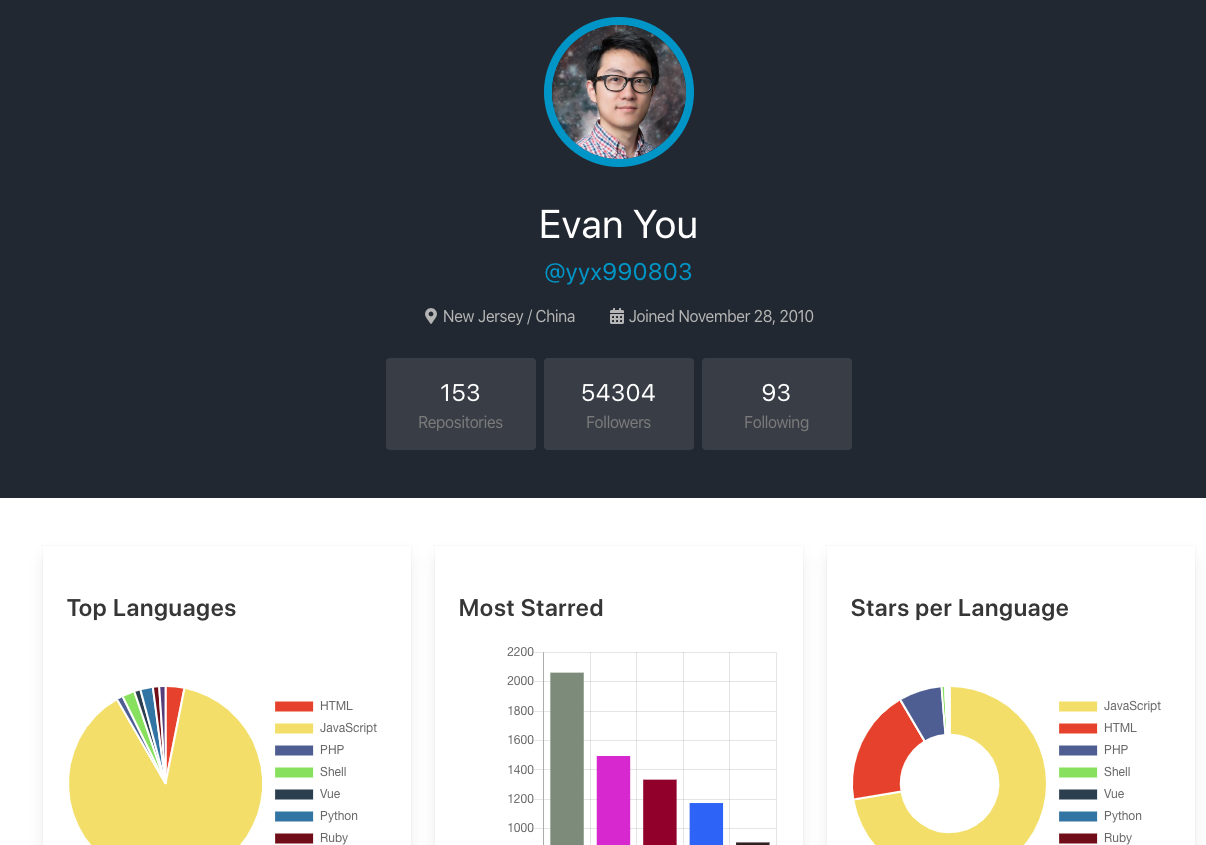 Evan You
@yyx990803
New Jersey / China
Joined November 28, 2010
153
Repositories
54304
Followers
93
Following
Top Languages
HTML
JavaScript
PHP
Shell
Vue
Python
Ruby
Most Starred
2200
2000
1800
1600
1400
1200
1000
Stars per Language
JavaScript
HTML
PHP
Shell
Vue
Python
Ruby